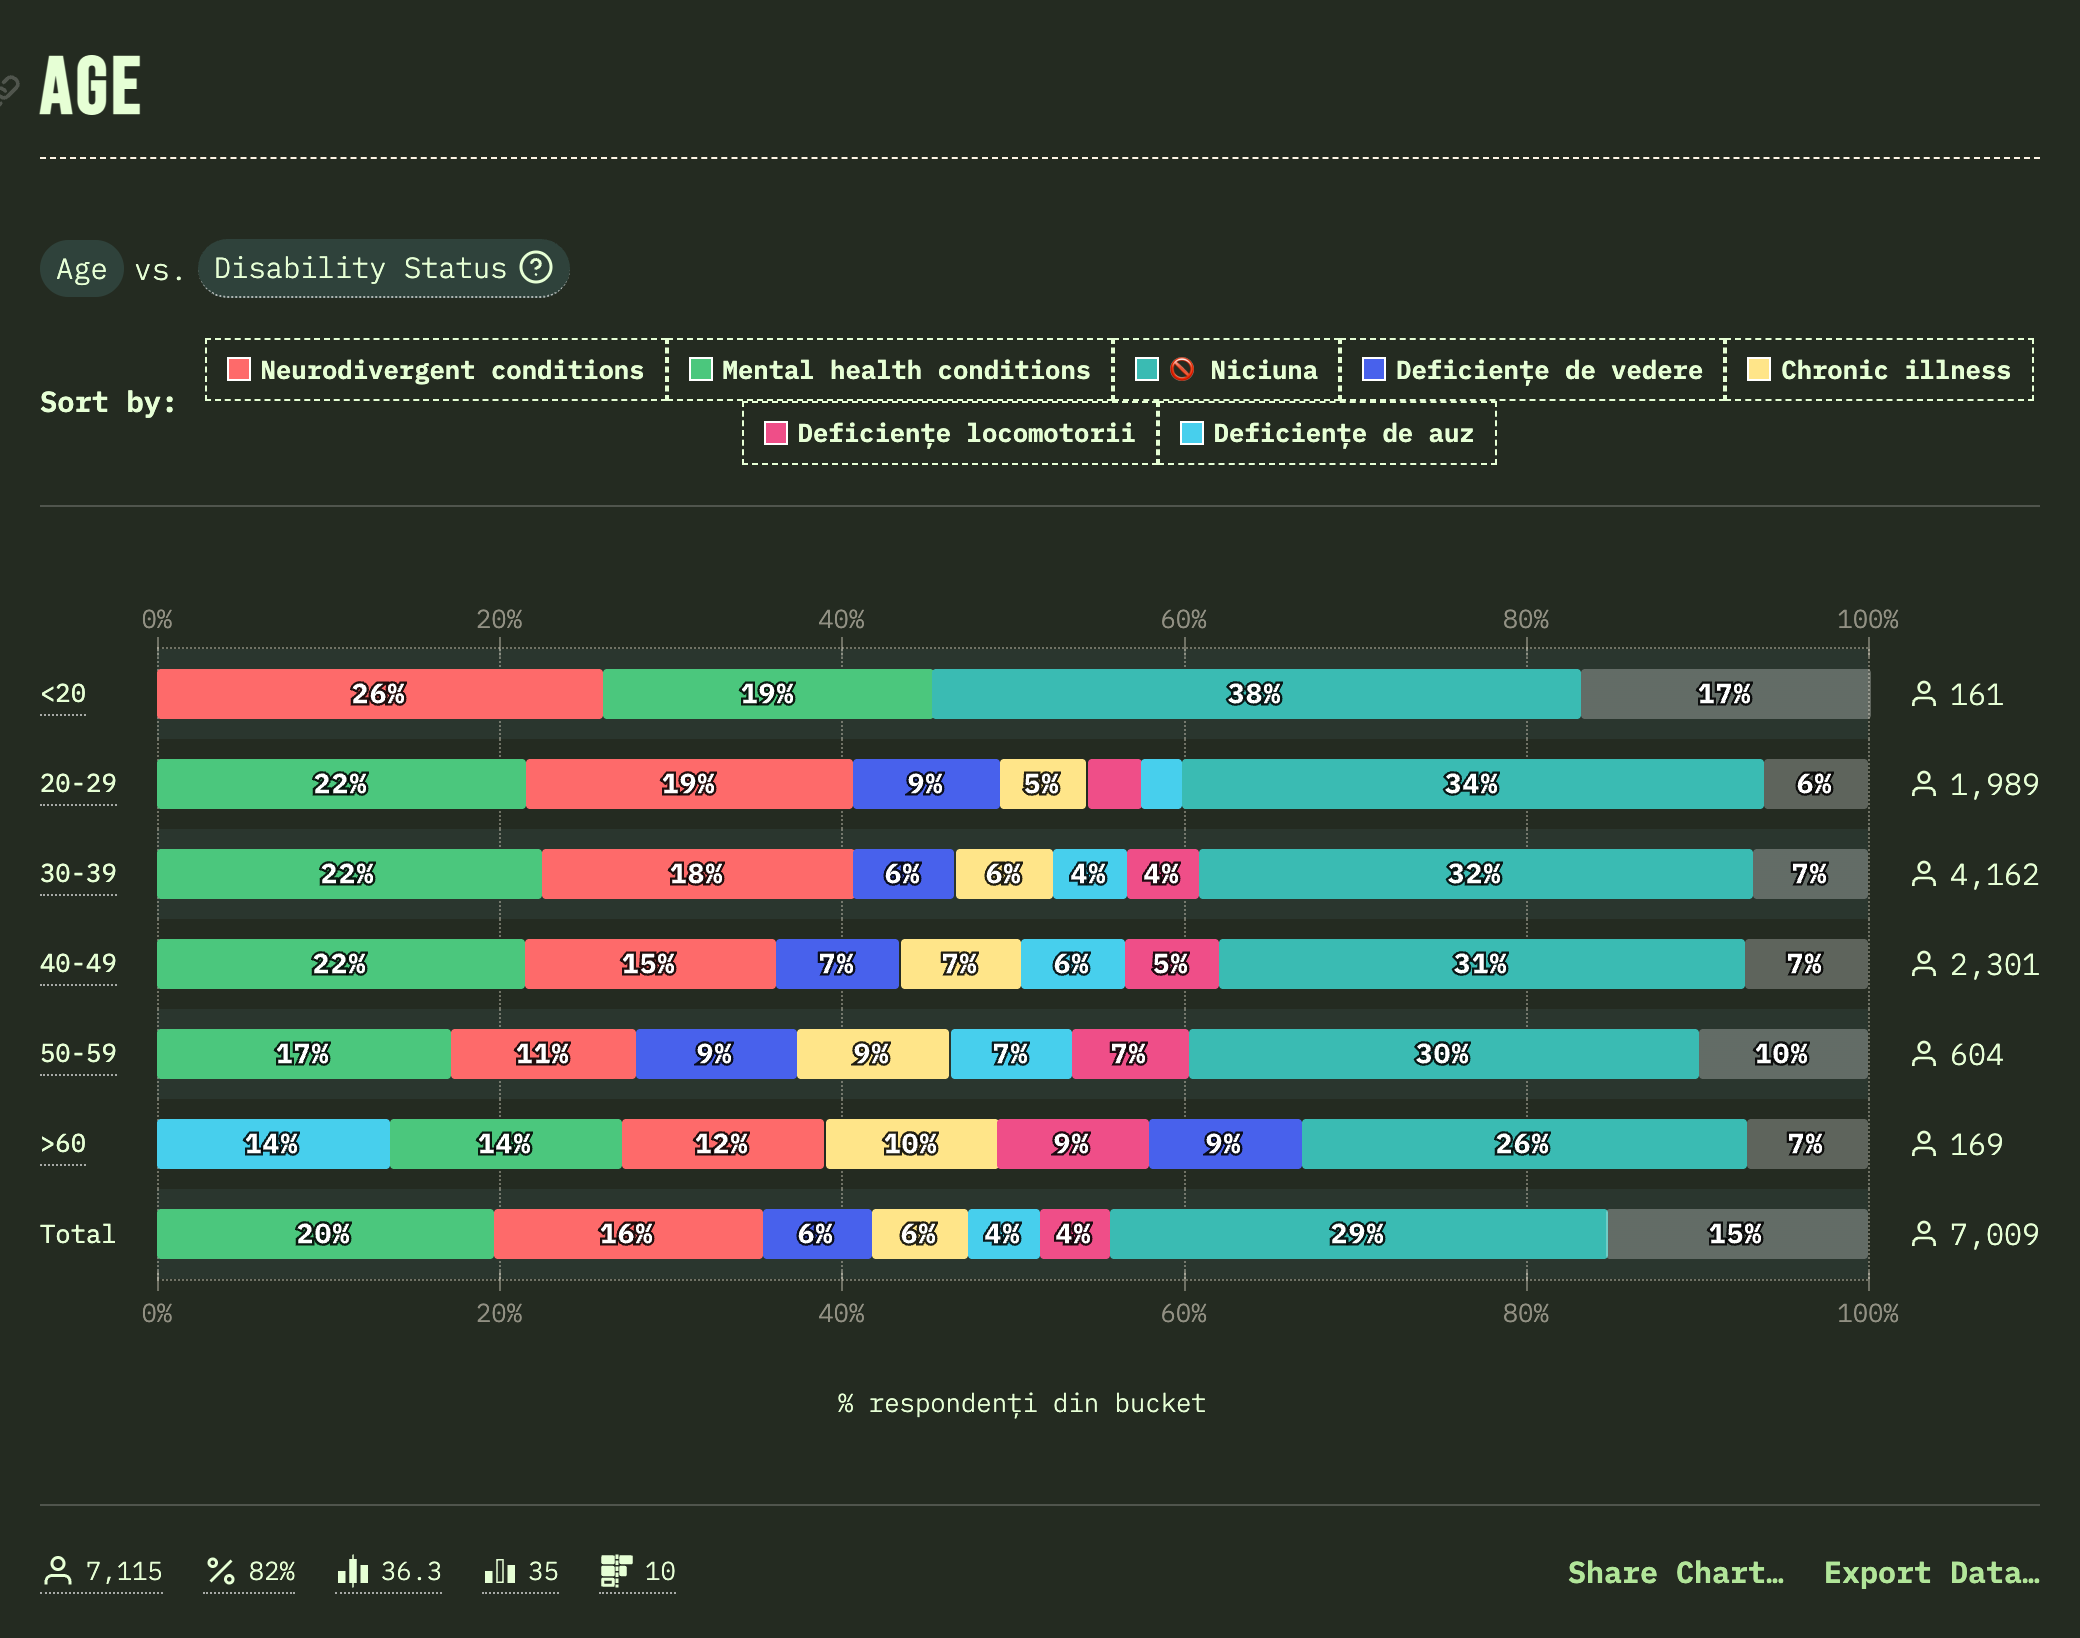 AGE
Age vs. Disability Status
Sort by:
Neurodivergent conditions Mental health conditions 🚫 Niciuna Deficiențe de vedere Chronic illness
Deficiențe locomotorii Deficiențe de auz
0% 20% 40% 60% 80% 100%
<20 26% 19% 38% 17% 161
20-29 22% 19% 9% 5% 34% 6% 1,989
30-39 22% 18% 6% 6% 4% 4% 32% 7% 4,162
40-49 22% 15% 7% 7% 6% 5% 31% 7% 2,301
50-59 17% 11% 9% 9% 7% 7% 30% 10% 604
>60 14% 14% 12% 10% 9% 9% 26% 7% 169
Total 20% 16% 6% 6% 4% 4% 29% 15% 7,009
0% 20% 40% 60% 80% 100%
% respondenți din bucket
7,115 82% 36.3 35 10 Share Chart… Export Data…